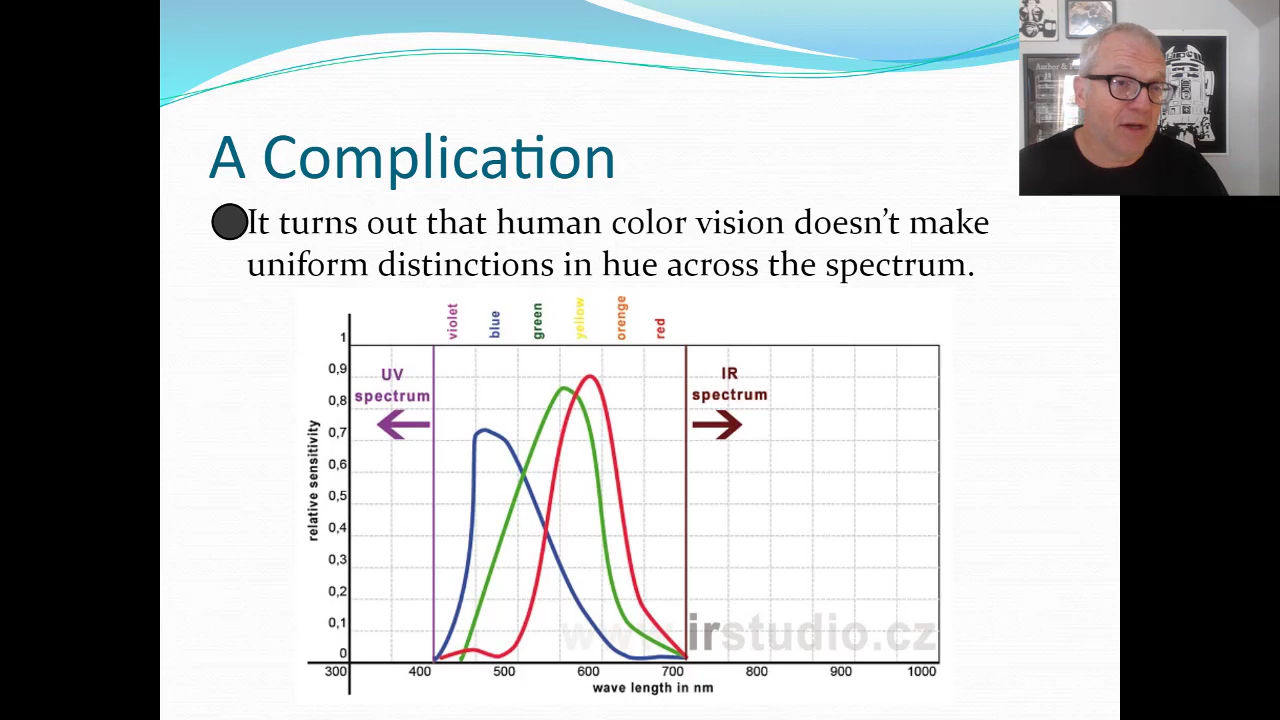 A Complication
It turns out that human color vision doesn't make
uniform distinctions in hue across the spectrum.
violet
blue
green
yellow
orenge
red
UV
spectrum
IR
spectrum
relative sensitivity
1
0,9
0,8
0,7
0,6
0,5
0,4
0,3
0,2
0,1
0
300 400 500 600 700 800 900 1000
wave length in nm
www.irstudio.cz
Author &